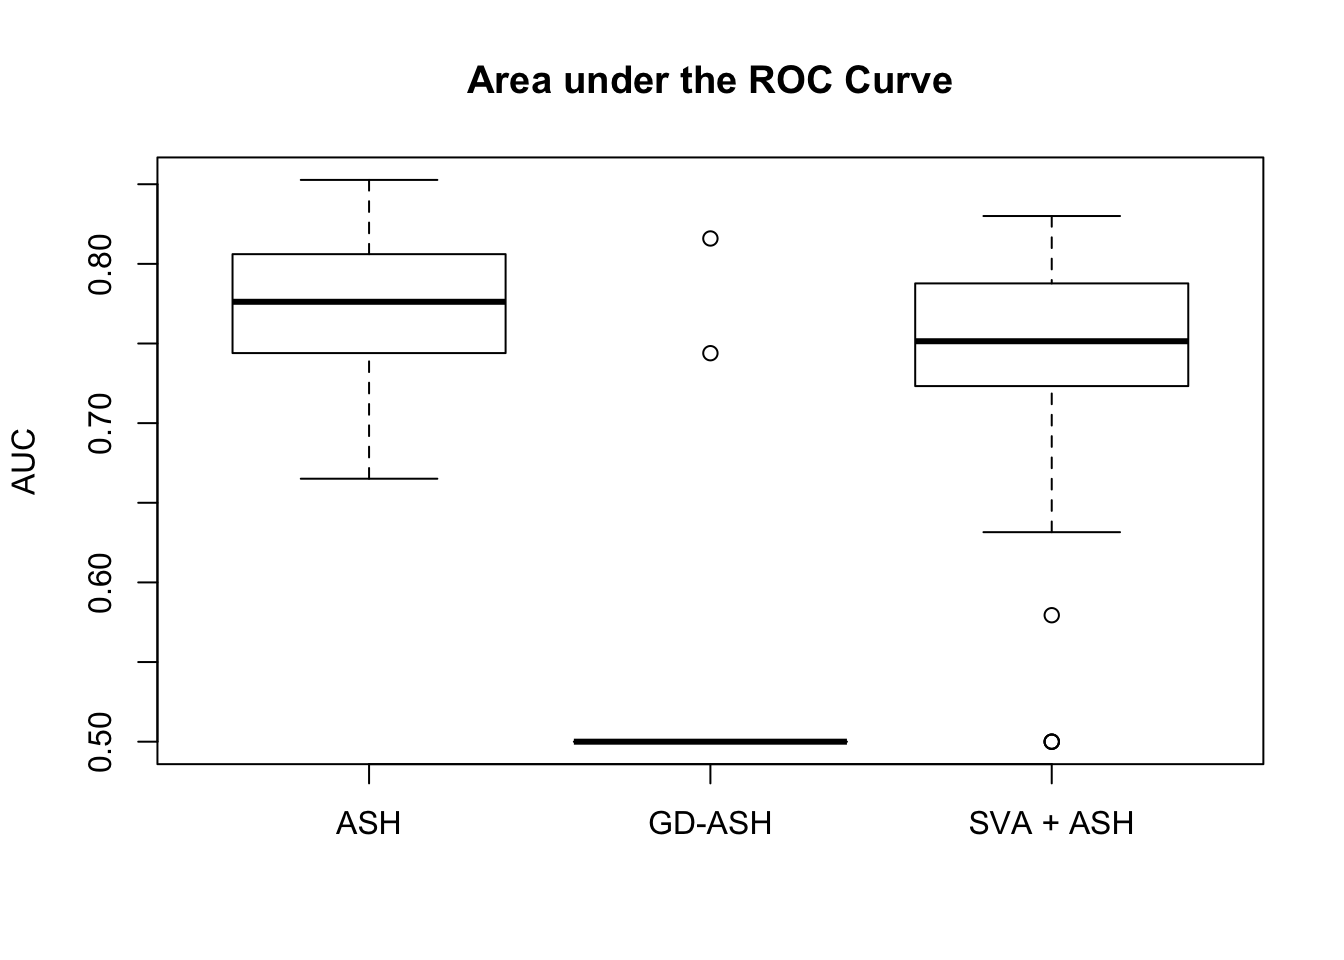 Area under the ROC Curve
AUC
0.80
0.70
0.60
0.50
ASH
GD-ASH
SVA + ASH